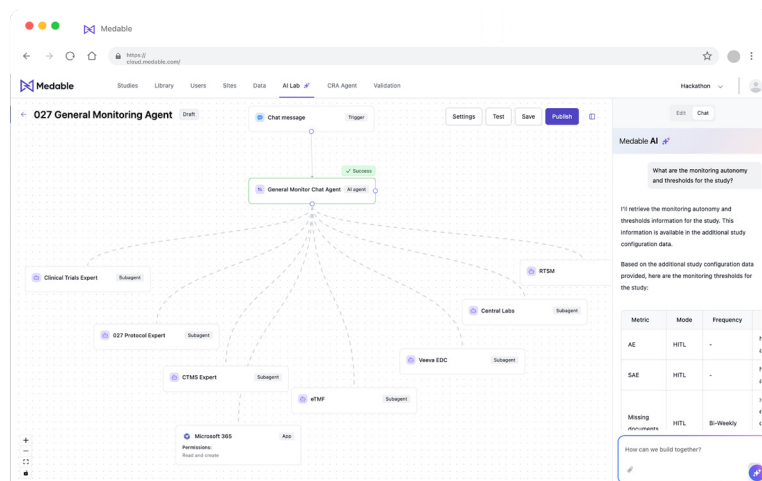 Medable
https://
cloud.medable.com/
Medable
Studies
Library
Users
Sites
Data
AI Lab
CRA Agent
Validation
Hackathon
027 General Monitoring Agent
Draft
Chat message
Trigger
Settings
Test
Save
Publish
Edit
Chat
Success
General Monitor Chat Agent
AI agent
Clinical Trials Expert
Subagent
027 Protocol Expert
Subagent
CTMS Expert
Subagent
Microsoft 365
App
Permissions:
Read and create
eTMF
Subagent
Veeva EDC
Subagent
Central Labs
Subagent
RTSM
Medable AI
What are the monitoring autonomy
and thresholds for the study?
I'll retrieve the monitoring autonomy and
thresholds information for the study. This
information is available in the additional study
configuration data.
Based on the additional study configuration data
provided, here are the monitoring thresholds for
the study:
Metric
Mode
Frequency
AE
HITL
-
SAE
HITL
-
Missing
documents
HITL
Bi-Weekly
How can we build together?